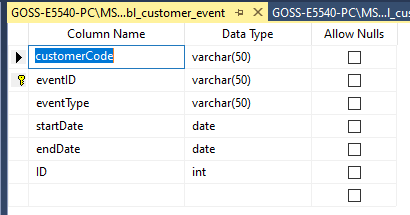 GOSS-E5540-PC\MS...bl_customer_event
GOSS-E5540-PC\MS...l_cus
Column Name Data Type Allow Nulls
customerCode varchar(50)
eventID varchar(50)
eventType varchar(50)
startDate date
endDate date
ID int